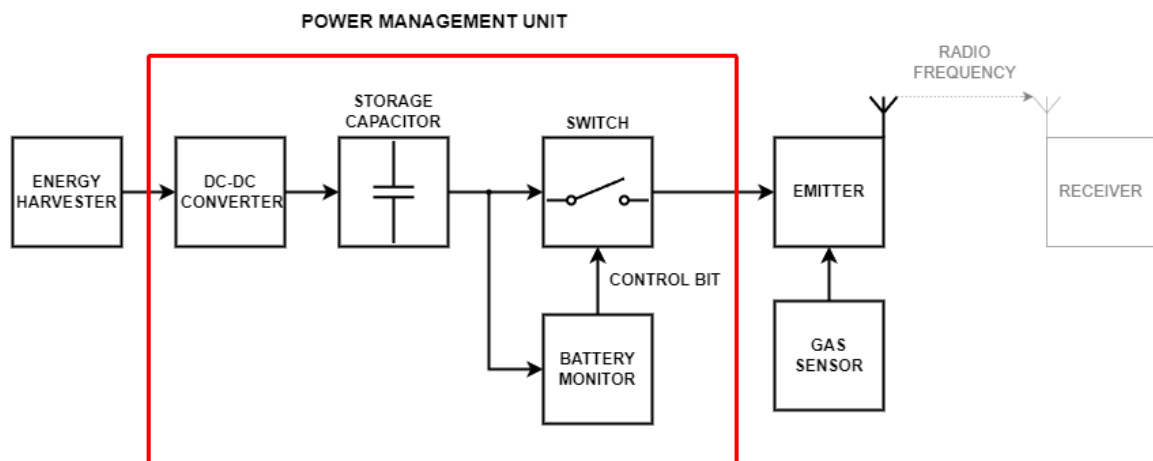 POWER MANAGEMENT UNIT
RADIO
FREQUENCY
STORAGE
CAPACITOR
SWITCH
ENERGY
HARVESTER
DC-DC
CONVERTER
EMITTER
RECEIVER
CONTROL BIT
BATTERY
MONITOR
GAS
SENSOR